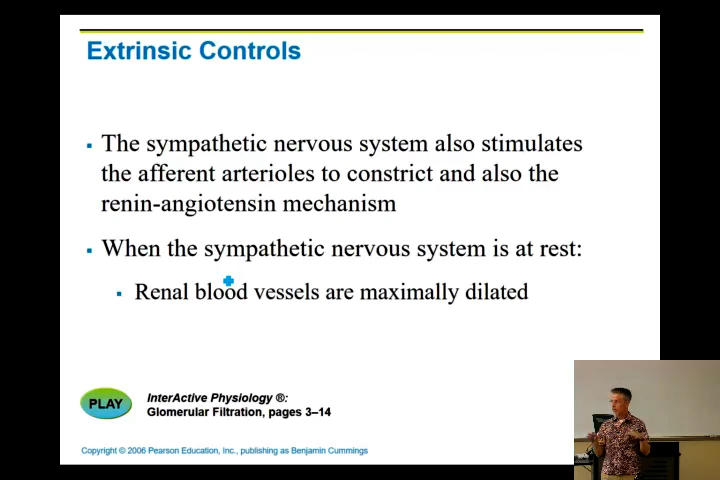 Extrinsic Controls
The sympathetic nervous system also stimulates
the afferent arterioles to constrict and also the
renin-angiotensin mechanism
When the sympathetic nervous system is at rest:
Renal blood vessels are maximally dilated
PLAY
InterActive Physiology ®:
Glomerular Filtration, pages 3–14
Copyright © 2006 Pearson Education, Inc., publishing as Benjamin Cummings